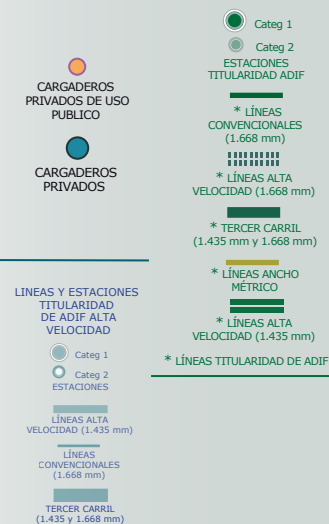 CARGADEROS
PRIVADOS DE USO
PUBLICO
CARGADEROS
PRIVADOS
LINEAS Y ESTACIONES
TITULARIDAD
DE ADIF ALTA
VELOCIDAD
Categ 1
Categ 2
ESTACIONES
LÍNEAS ALTA
VELOCIDAD (1.435 mm)
LÍNEAS
CONVENCIONALES
(1.668 mm)
TERCER CARRIL
(1.435 y 1.668 mm)
Categ 1
Categ 2
ESTACIONES
TITULARIDAD ADIF
* LÍNEAS
CONVENCIONALES
(1.668 mm)
* LÍNEAS ALTA
VELOCIDAD (1.668 mm)
* TERCER CARRIL
(1.435 mm y 1.668 mm)
* LÍNEAS ANCHO
MÉTRICO
* LÍNEAS ALTA
VELOCIDAD (1.435 mm)
* LÍNEAS TITULARIDAD DE ADIF